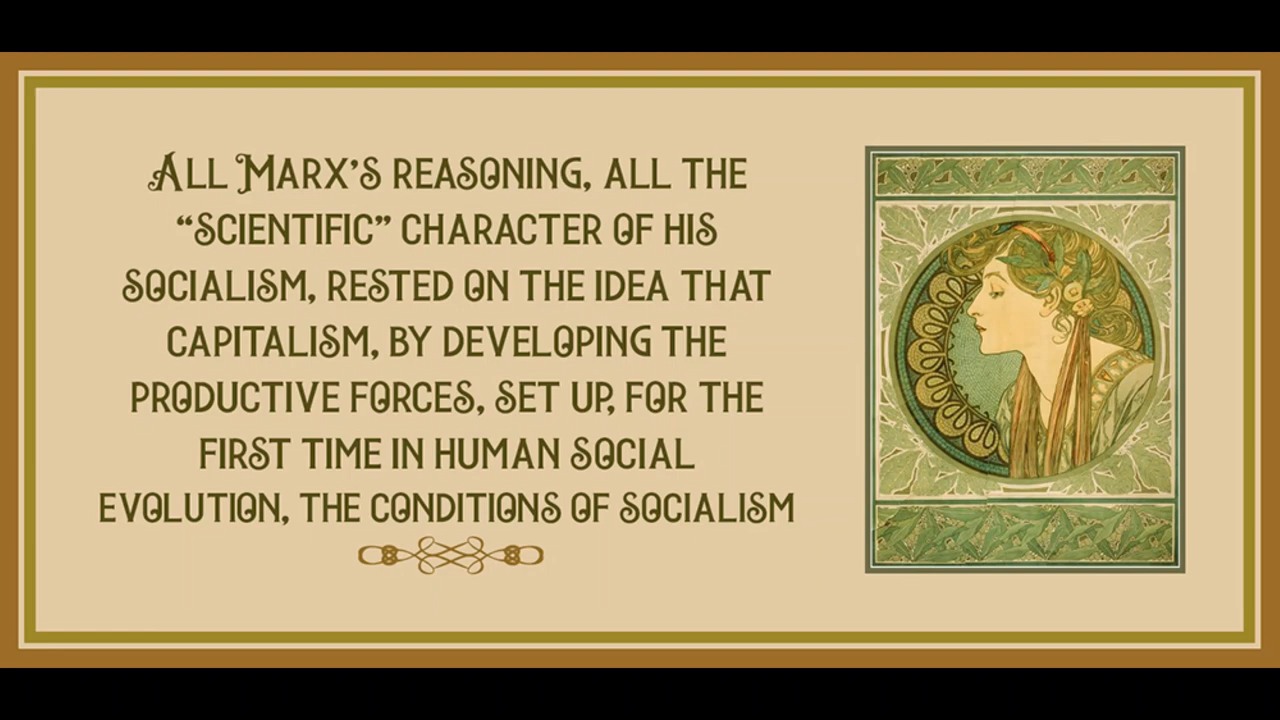 All Marx's reasoning, all the
“scientific” character of his
socialism, rested on the idea that
capitalism, by developing the
productive forces, set up, for the
first time in human social
evolution, the conditions of socialism